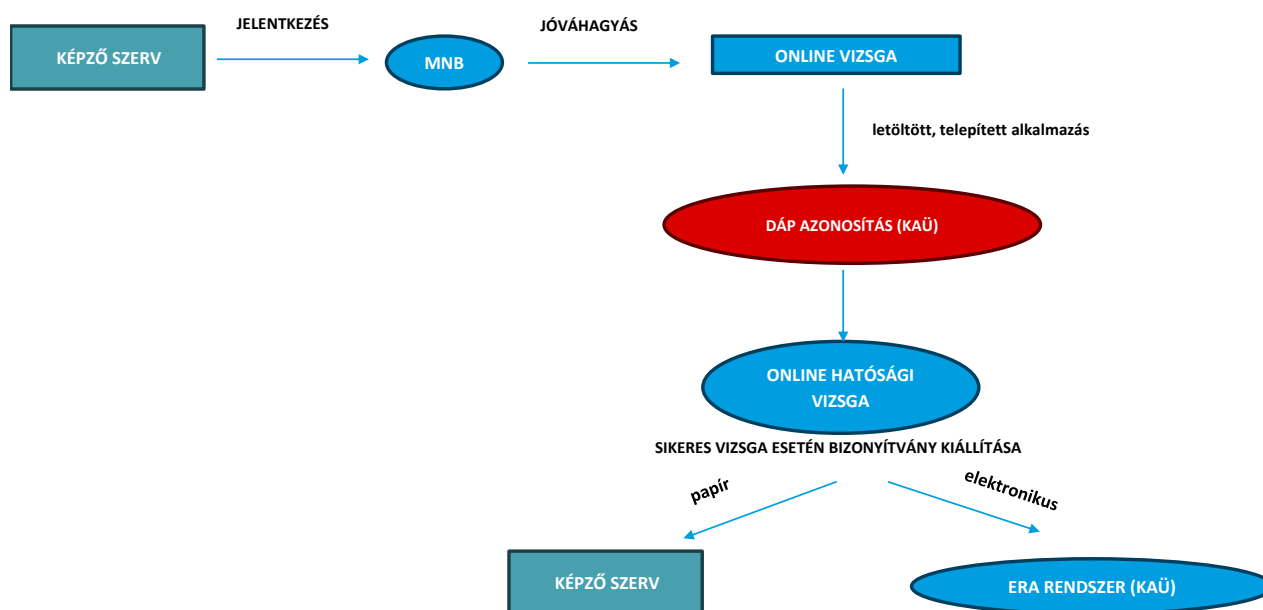 JELENTKEZÉS
JÓVÁHAGYÁS
KÉPZŐ SZERV
MNB
ONLINE VIZSGA
letöltött, telepített alkalmazás
DÁP AZONOSÍTÁS (KAÜ)
ONLINE HATÓSÁGI
VIZSGA
SIKERES VIZSGA ESETÉN BIZONYÍTVÁNY KIÁLLÍTÁSA
papír
elektronikus
KÉPZŐ SZERV
ERA RENDSZER (KAÜ)